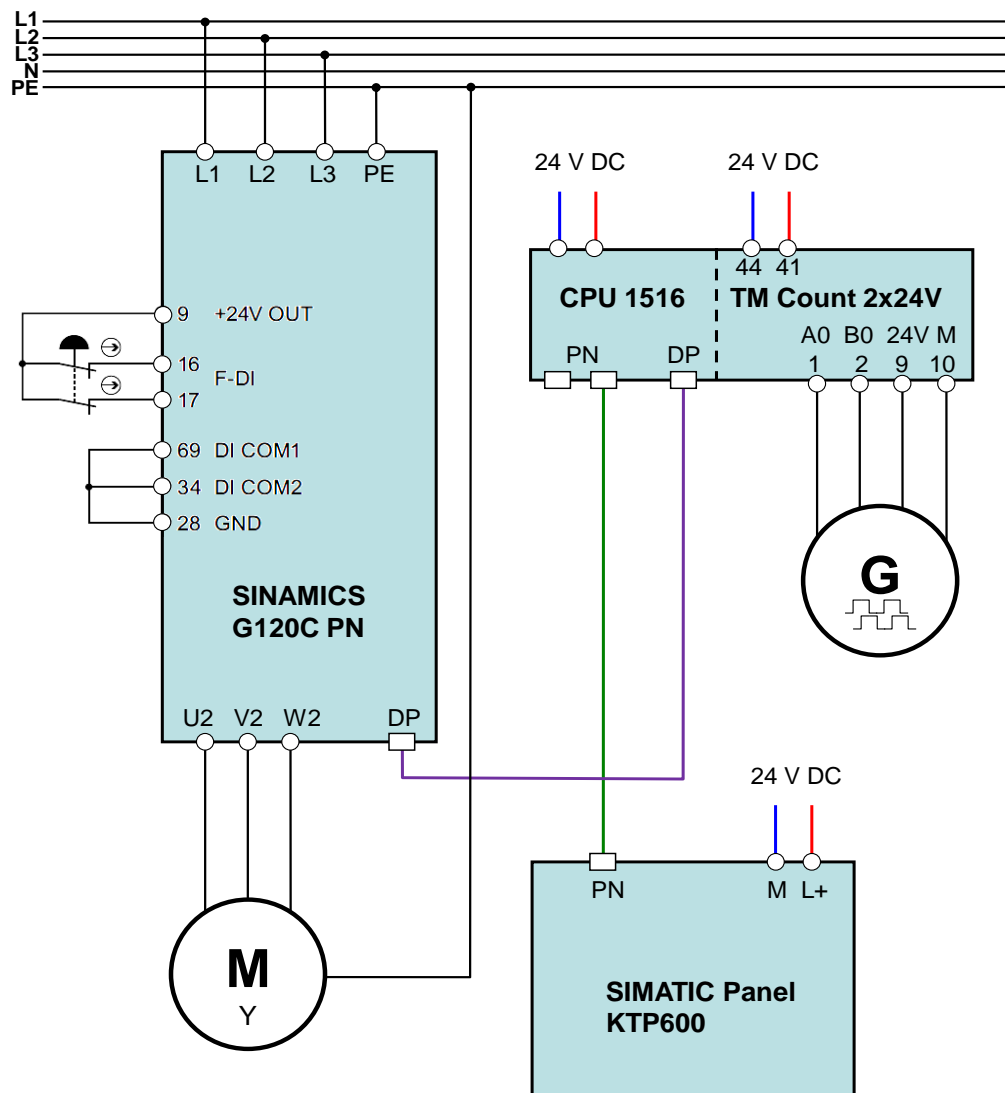 L1
L2
L3
N
PE
L1 L2 L3 PE
24 V DC 24 V DC
44 41
CPU 1516 TM Count 2x24V
9 +24V OUT
A0 B0 24V M
PN DP 1 2 9 10
16
F-DI
17
69 DI COM1
34 DI COM2
28 GND
G
SINAMICS
G120C PN
U2 V2 W2 DP
24 V DC
PN M L+
M
Y
SIMATIC Panel
KTP600